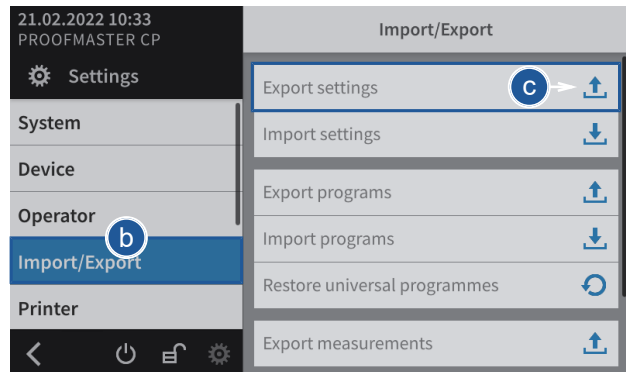 21.02.2022 10:33
PROOFMASTER CP
Settings
System
Device
Operator
b
Import/Export
Printer
Import/Export
Export settings
c
Import settings
Export programs
Import programs
Restore universal programmes
Export measurements